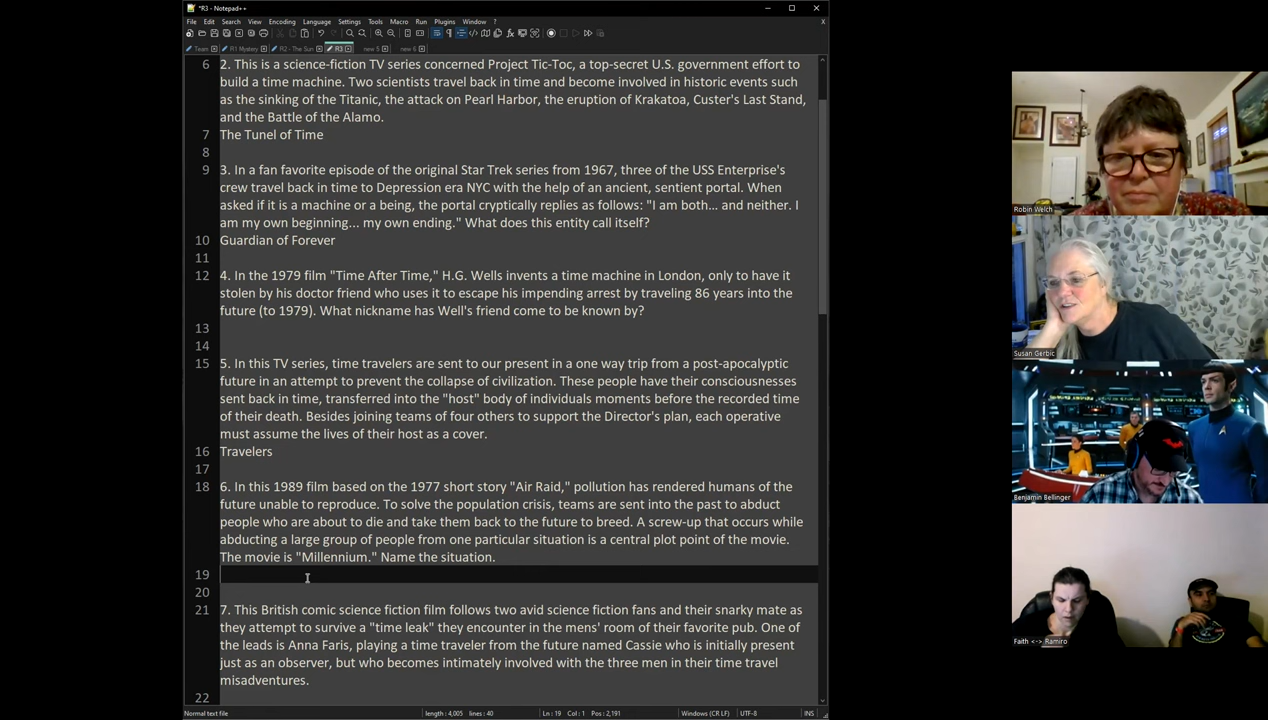 *R3 - Notepad++
File Edit Search View Encoding Language Settings Tools Macro Run Plugins Window ?
X
Team R1 Mystery R2 - The Sun R3 new 5 new 6
6 2. This is a science-fiction TV series concerned Project Tic-Toc, a top-secret U.S. government effort to
build a time machine. Two scientists travel back in time and become involved in historic events such
as the sinking of the Titanic, the attack on Pearl Harbor, the eruption of Krakatoa, Custer's Last Stand,
and the Battle of the Alamo.
7 The Tunel of Time
8
9 3. In a fan favorite episode of the original Star Trek series from 1967, three of the USS Enterprise's
crew travel back in time to Depression era NYC with the help of an ancient, sentient portal. When
asked if it is a machine or a being, the portal cryptically replies as follows: "I am both... and neither. I
am my own beginning... my own ending." What does this entity call itself?
10 Guardian of Forever
11
12 4. In the 1979 film "Time After Time," H.G. Wells invents a time machine in London, only to have it
stolen by his doctor friend who uses it to escape his impending arrest by traveling 86 years into the
future (to 1979). What nickname has Well's friend come to be known by?
13
14
15 5. In this TV series, time travelers are sent to our present in a one way trip from a post-apocalyptic
future in an attempt to prevent the collapse of civilization. These people have their consciousnesses
sent back in time, transferred into the "host" body of individuals moments before the recorded time
of their death. Besides joining teams of four others to support the Director's plan, each operative
must assume the lives of their host as a cover.
16 Travelers
17
18 6. In this 1989 film based on the 1977 short story "Air Raid," pollution has rendered humans of the
future unable to reproduce. To solve the population crisis, teams are sent into the past to abduct
people who are about to die and take them back to the future to breed. A screw-up that occurs while
abducting a large group of people from one particular situation is a central plot point of the movie.
The movie is "Millennium." Name the situation.
19
20
21 7. This British comic science fiction film follows two avid science fiction fans and their snarky mate as
they attempt to survive a "time leak" they encounter in the mens' room of their favorite pub. One of
the leads is Anna Faris, playing a time traveler from the future named Cassie who is initially present
just as an observer, but who becomes intimately involved with the three men in their time travel
misadventures.
22
Normal text file length : 4,005 lines : 40 Ln : 19 Col : 1 Pos : 2,191 Windows (CR LF) UTF-8 INS
Robin Welch
Susan Gerbic
Benjamin Bellinger
Faith <-> Ramiro